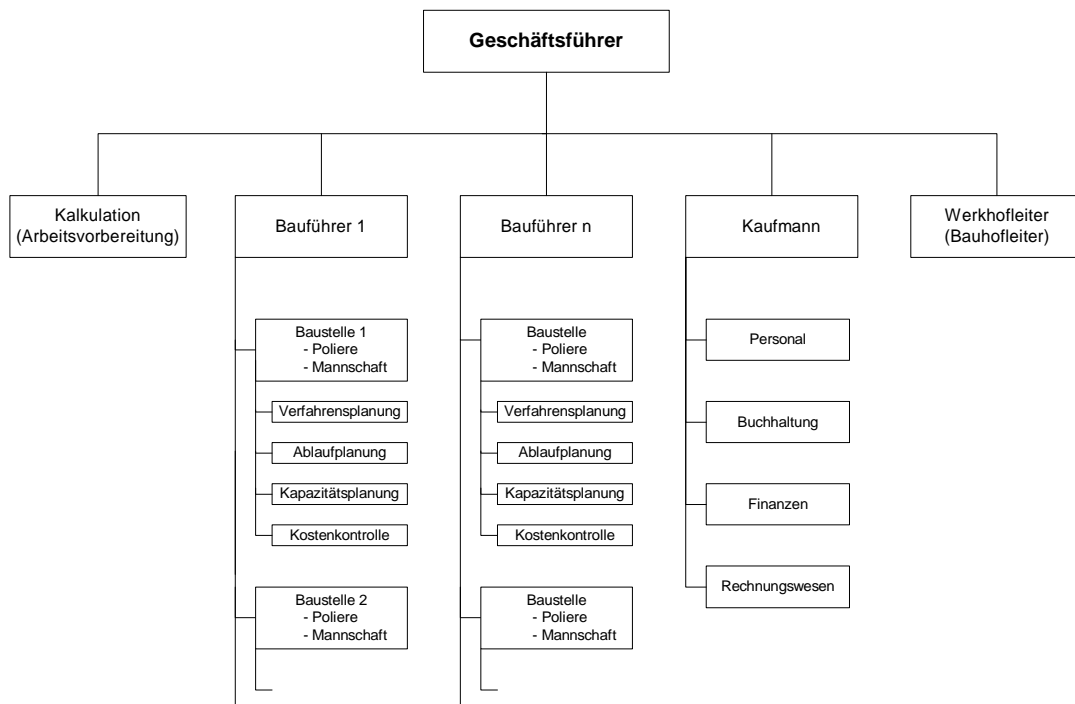 Geschäftsführer
Kalkulation
(Arbeitsvorbereitung)
Bauführer 1
Bauführer n
Kaufmann
Werkhofleiter
(Bauhofleiter)
Baustelle 1
- Poliere
- Mannschaft
Verfahrensplanung
Ablaufplanung
Kapazitätsplanung
Kostenkontrolle
Baustelle 2
- Poliere
- Mannschaft
Baustelle
- Poliere
- Mannschaft
Verfahrensplanung
Ablaufplanung
Kapazitätsplanung
Kostenkontrolle
Baustelle
- Poliere
- Mannschaft
Personal
Buchhaltung
Finanzen
Rechnungswesen